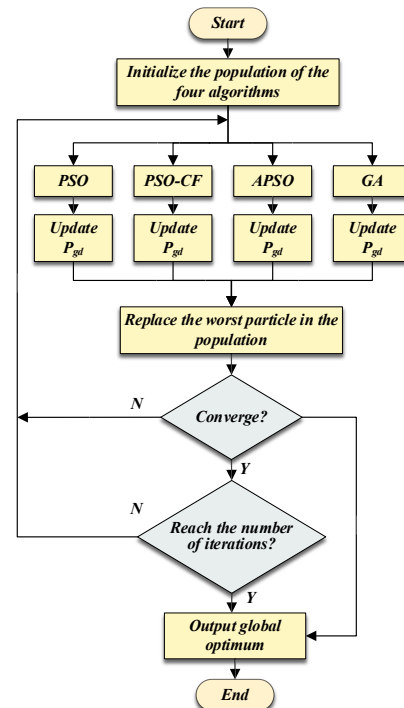 Start
Initialize the population of the
four algorithms
PSO
PSO-CF
APSO
GA
Update
Pgd
Update
Pgd
Update
Pgd
Update
Pgd
Replace the worst particle in the
population
N
Converge?
Y
N
Reach the number
of iterations?
Y
Output global
optimum
End